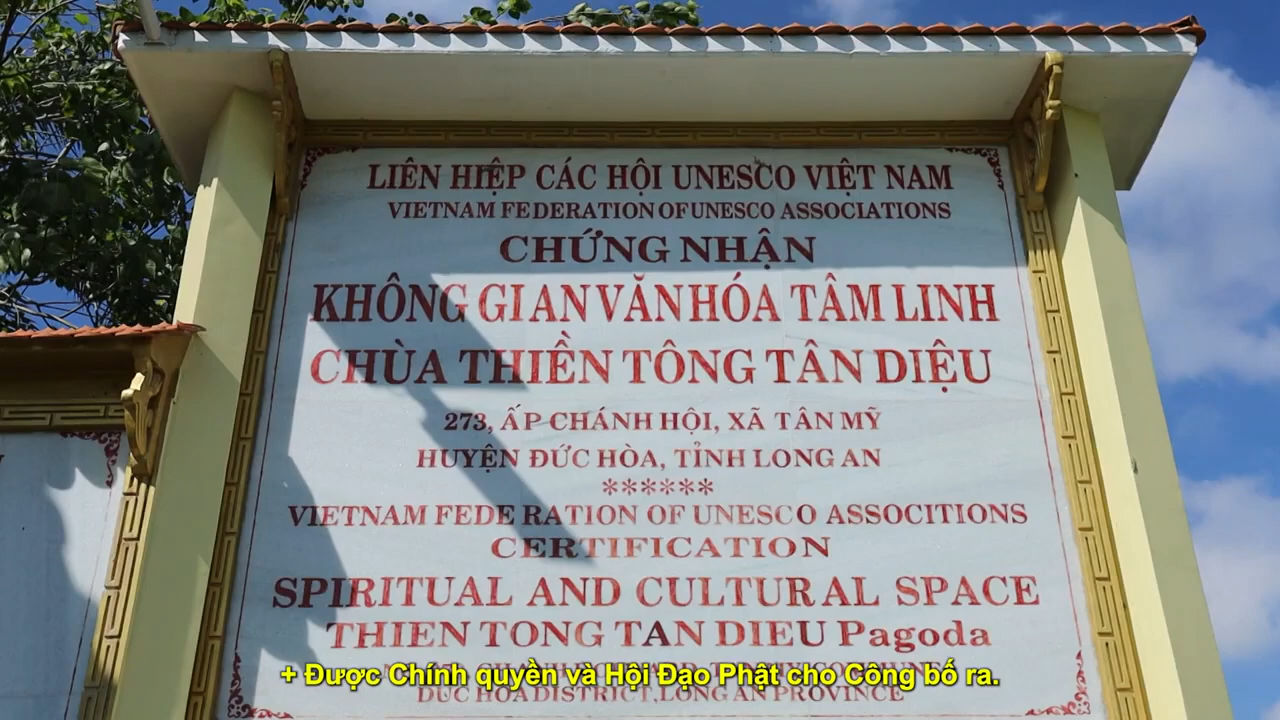 LIÊN HIỆP CÁC HỘI UNESCO VIỆT NAM
VIETNAM FEDERATION OF UNESCO ASSOCIATIONS
CHỨNG NHẬN
KHÔNG GIAN VĂN HÓA TÂM LINH
CHÙA THIỀN TÔNG TÂN DIỆU
273, ẤP CHÁNH HỘI, XÃ TÂN MỸ
HUYỆN ĐỨC HÒA, TỈNH LONG AN
******
VIETNAM FEDERATION OF UNESCO ASSOCITIONS
CERTIFICATION
SPIRITUAL AND CULTURAL SPACE
THIEN TONG TAN DIEU Pagoda
+ Được Chính quyền và Hội Đạo Phật cho Công bố ra.
DUC HOA DISTRICT, LONG AN PROVINCE